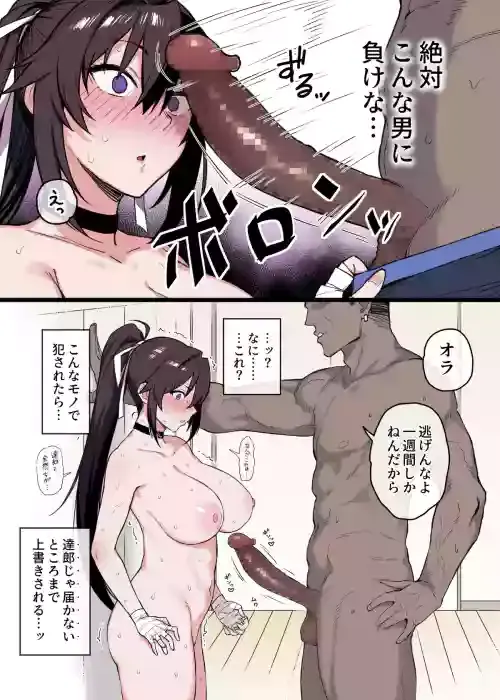 絶対
こんな男に
負けな…
ずる
えっ
ボロンッ
…ッ?
なに…
…これ?
オラ
逃げんなよ
一週間しか
ねんだから
こんなモノで
犯されたら…
達郎じゃ届かない
ところまで
上書きされる…ッ